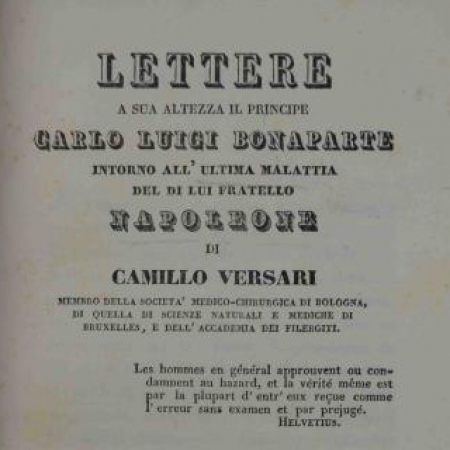 LETTERE
A SUA ALTEZZA IL PRINCIPE
CARLO LUIGI BONAPARTE
INTORNO ALL' ULTIMA MALATTIA
DEL DI LUI FRATELLO
NAPOLEONE
DI
CAMILLO VERSARI
MEMBRO DELLA SOCIETA' MEDICO-CHIRURGICA DI BOLOGNA,
DI QUELLA DI SCIENZE NATURALI E MEDICHE DI
BRUXELLES, E DELL' ACCADEMIA DEI FILERGITI.
Les hommes en général approuvent ou con-
damnent au hazard, et la vérité même est
par la plupart d' entr' eux reçue comme
l' erreur sans examen et par prejugé.
HELVETIUS.